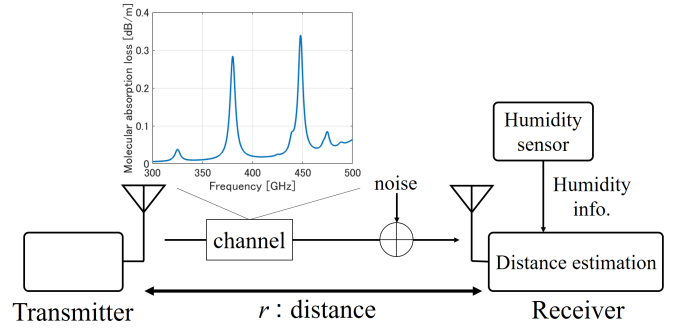 Molecular absorption loss [dB/m]
0.4
0.3
0.2
0.1
0
300
350
400
450
500
Frequency [GHz]
Humidity
sensor
Humidity
info.
noise
channel
Distance estimation
Transmitter
r : distance
Receiver